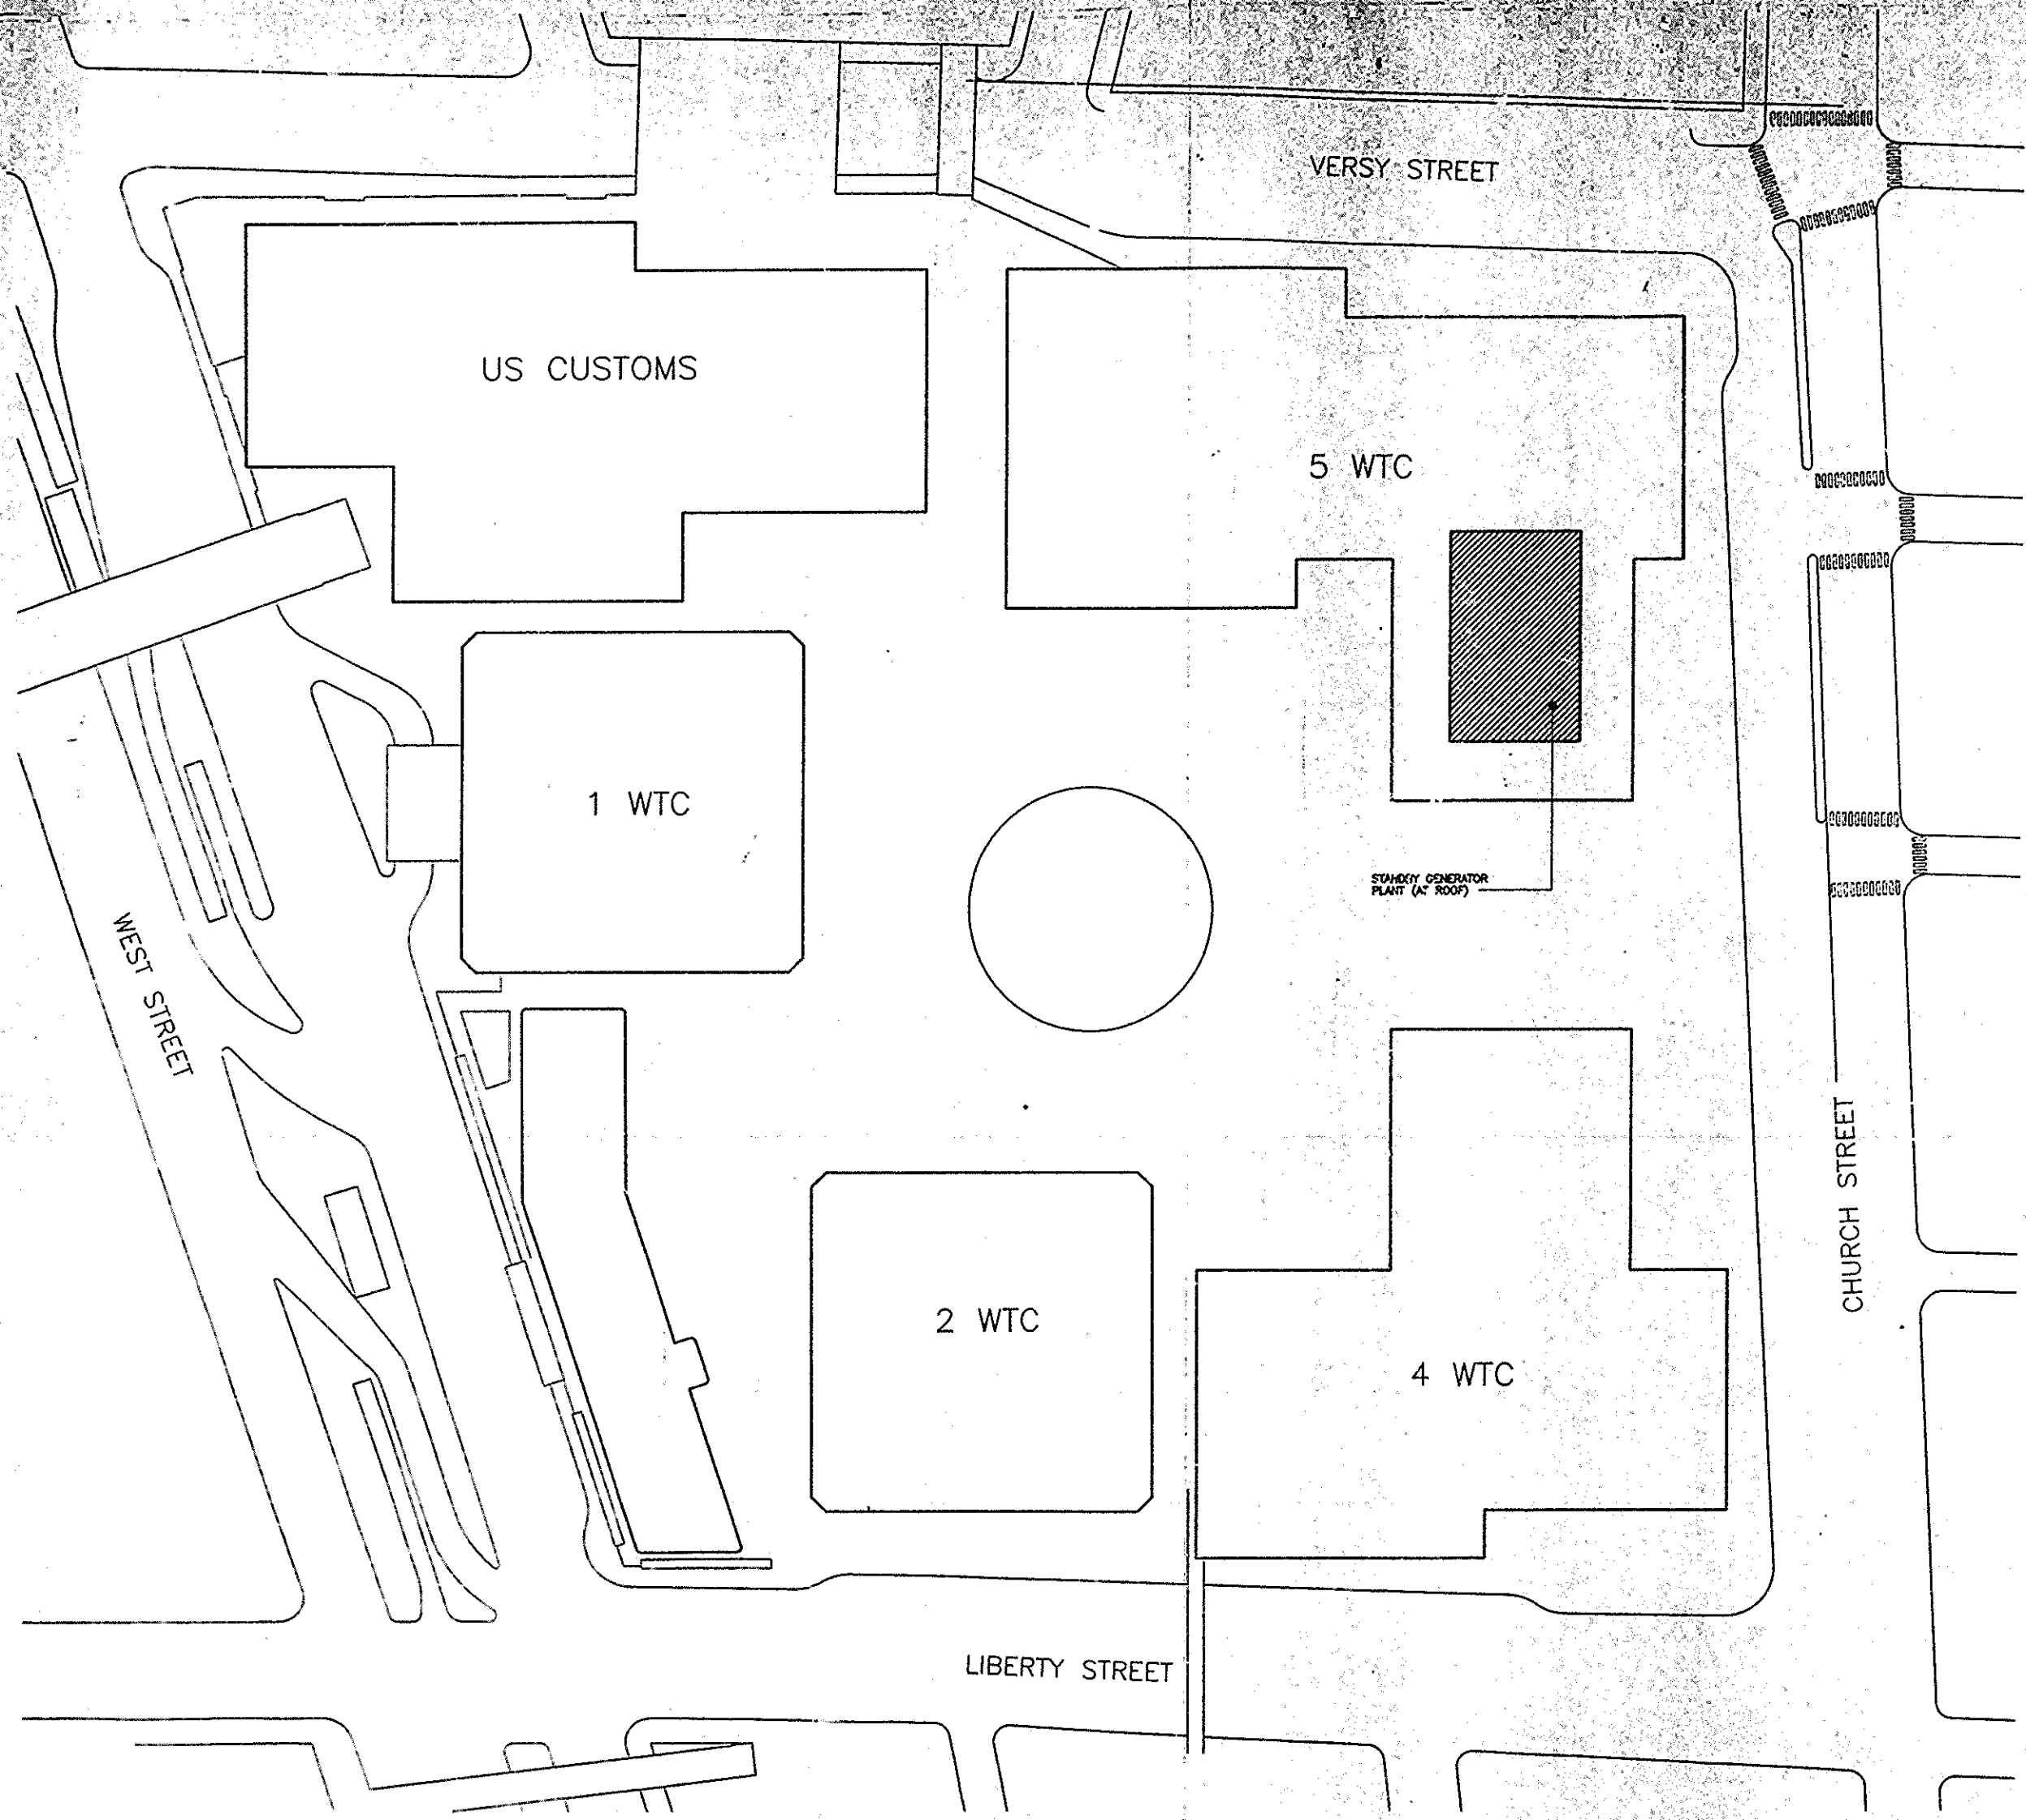 VERSY STREET
US CUSTOMS
5 WTC
1 WTC
STANDBY GENERATOR
PLANT (AT ROOF)
WEST STREET
CHURCH STREET
2 WTC
4 WTC
LIBERTY STREET